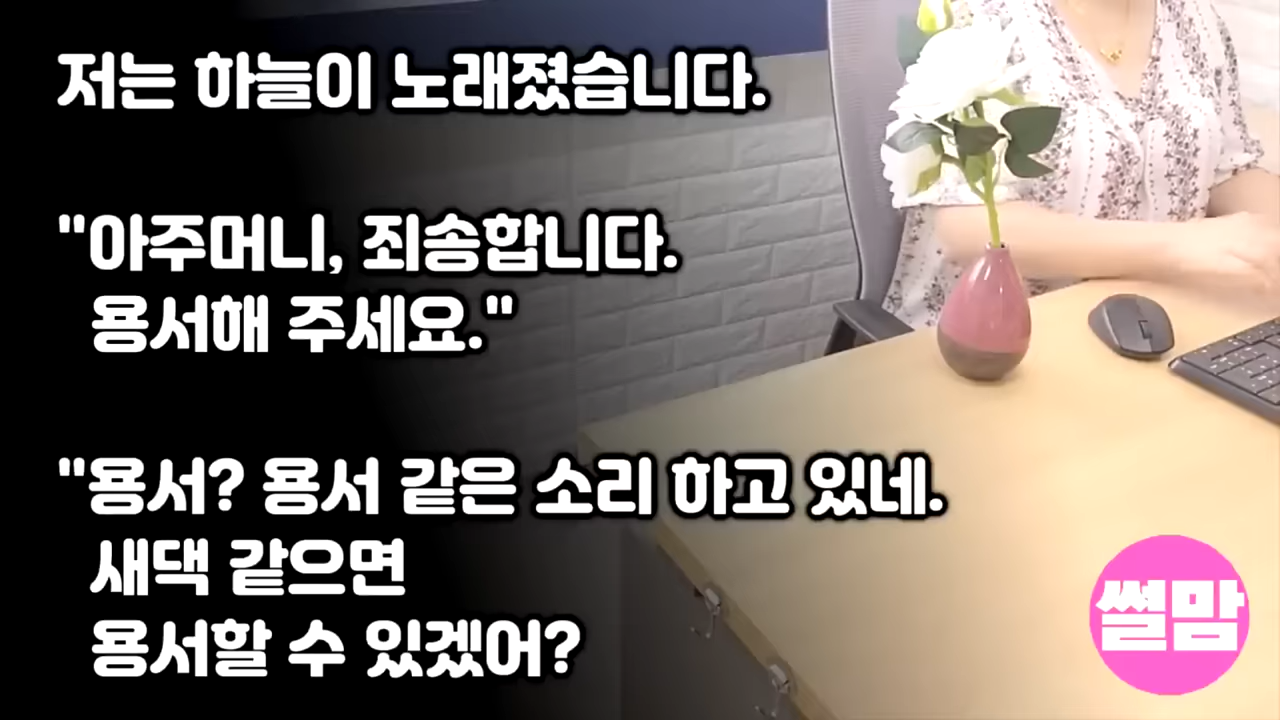 저는 하늘이 노래졌습니다.
"아주머니, 죄송합니다.
용서해 주세요."
"용서? 용서 같은 소리 하고 있네.
새댁 같으면
용서할 수 있겠어?
썰맘